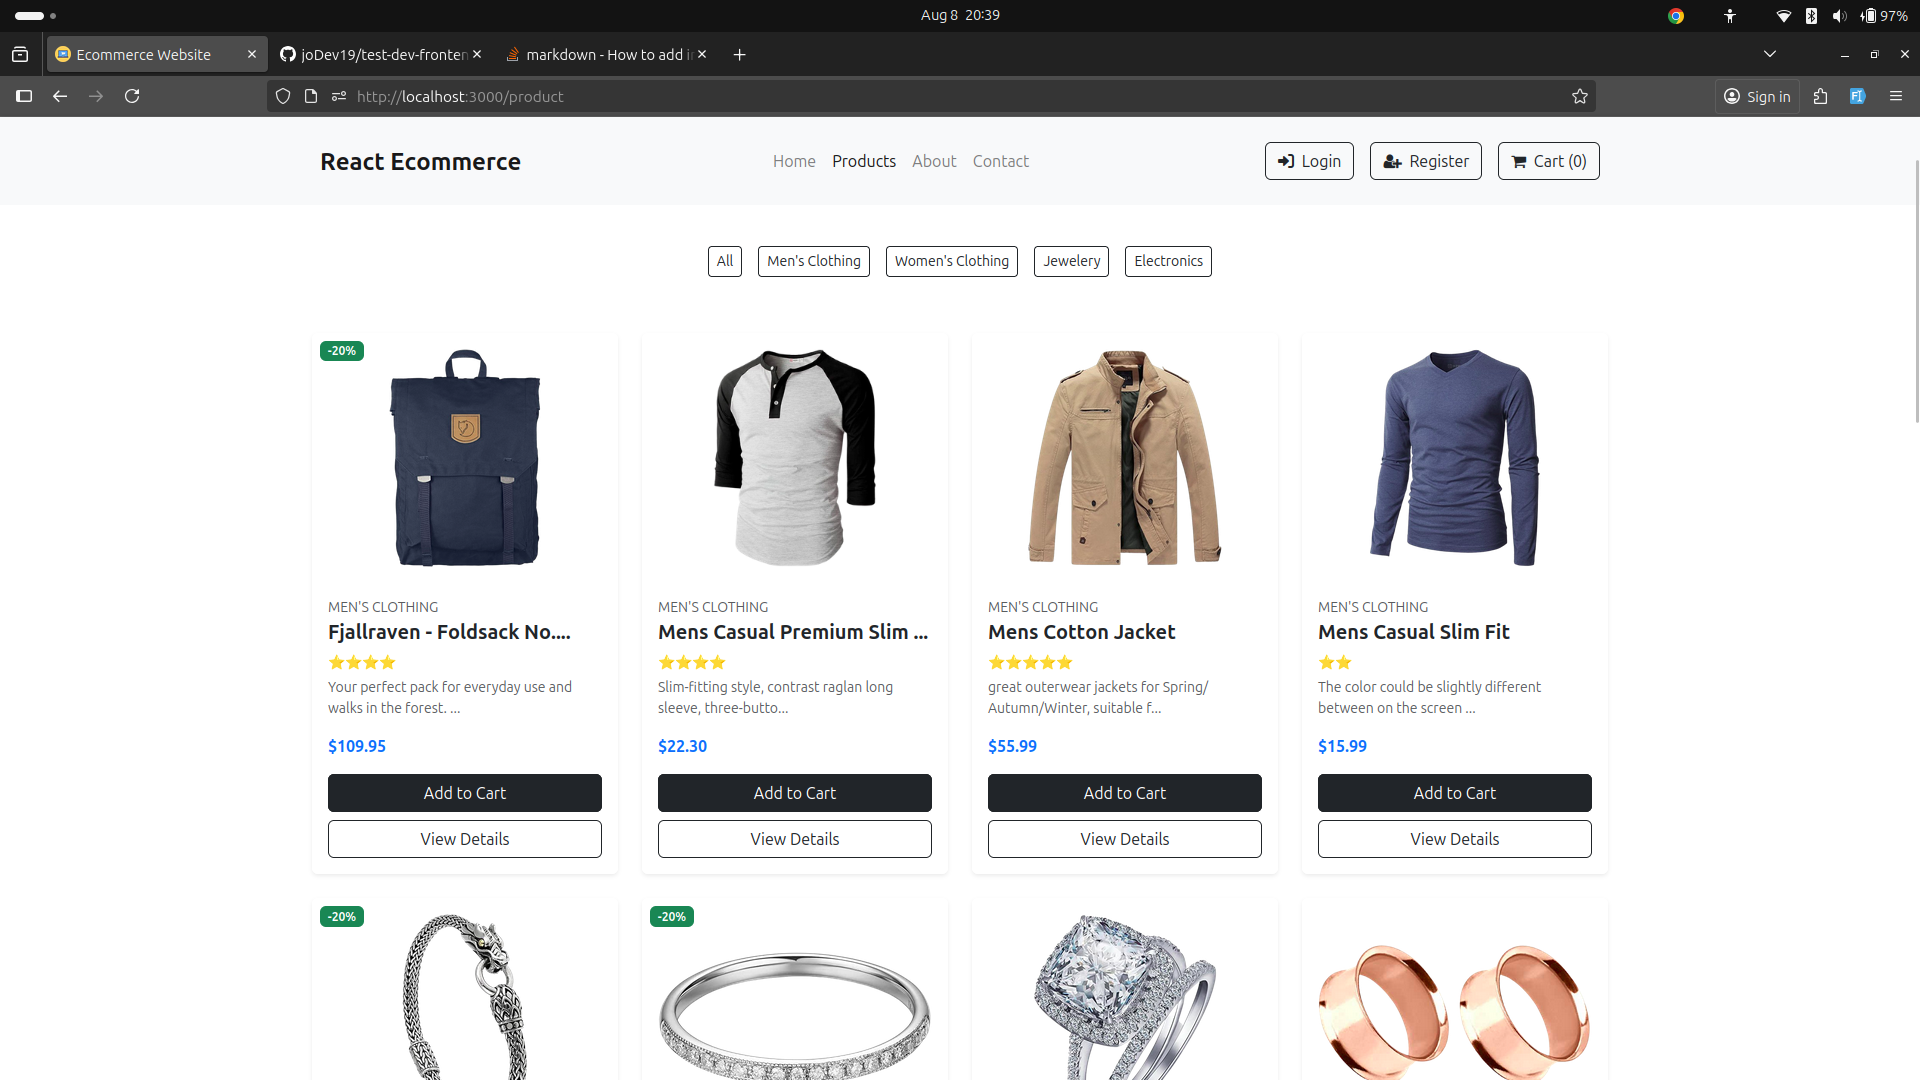 Aug 8 20:39
97%
Ecommerce Website
joDev19/test-dev-fronten
markdown - How to add i
http://localhost:3000/product
Sign in
React Ecommerce
Home
Products
About
Contact
Login
Register
Cart (0)
All
Men's Clothing
Women's Clothing
Jewelery
Electronics
-20%
MEN'S CLOTHING
Fjallraven - Foldsack No....
Your perfect pack for everyday use and
walks in the forest. ...
$109.95
Add to Cart
View Details
MEN'S CLOTHING
Mens Casual Premium Slim ...
Slim-fitting style, contrast raglan long
sleeve, three-butto...
$22.30
Add to Cart
View Details
MEN'S CLOTHING
Mens Cotton Jacket
great outerwear jackets for Spring/
Autumn/Winter, suitable f...
$55.99
Add to Cart
View Details
MEN'S CLOTHING
Mens Casual Slim Fit
The color could be slightly different
between on the screen ...
$15.99
Add to Cart
View Details
-20%
-20%